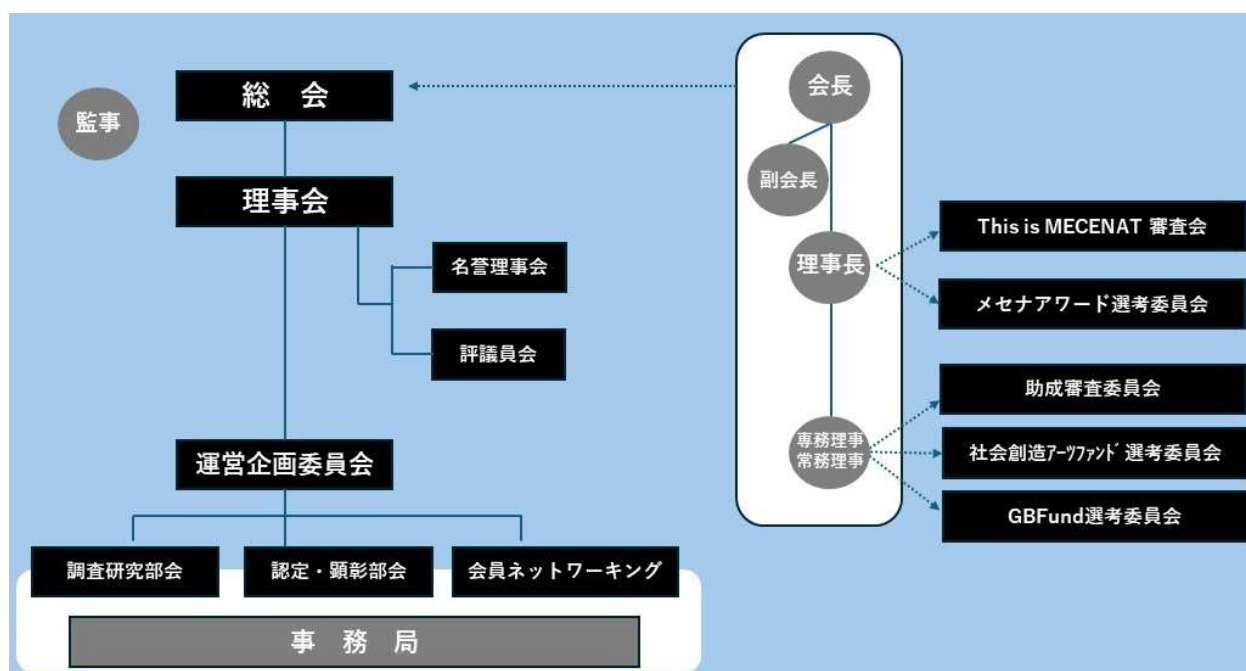 総 会
監事
理事会
名誉理事会
評議員会
運営企画委員会
調査研究部会
認定・顕彰部会
会員ネットワーキング
事 務 局
会長
副会長
理事長
専務理事
常務理事
This is MECENAT 審査会
メセナアワード選考委員会
助成審査委員会
社会創造ｱｰﾂﾌｧﾝﾄﾞ選考委員会
GBFund選考委員会